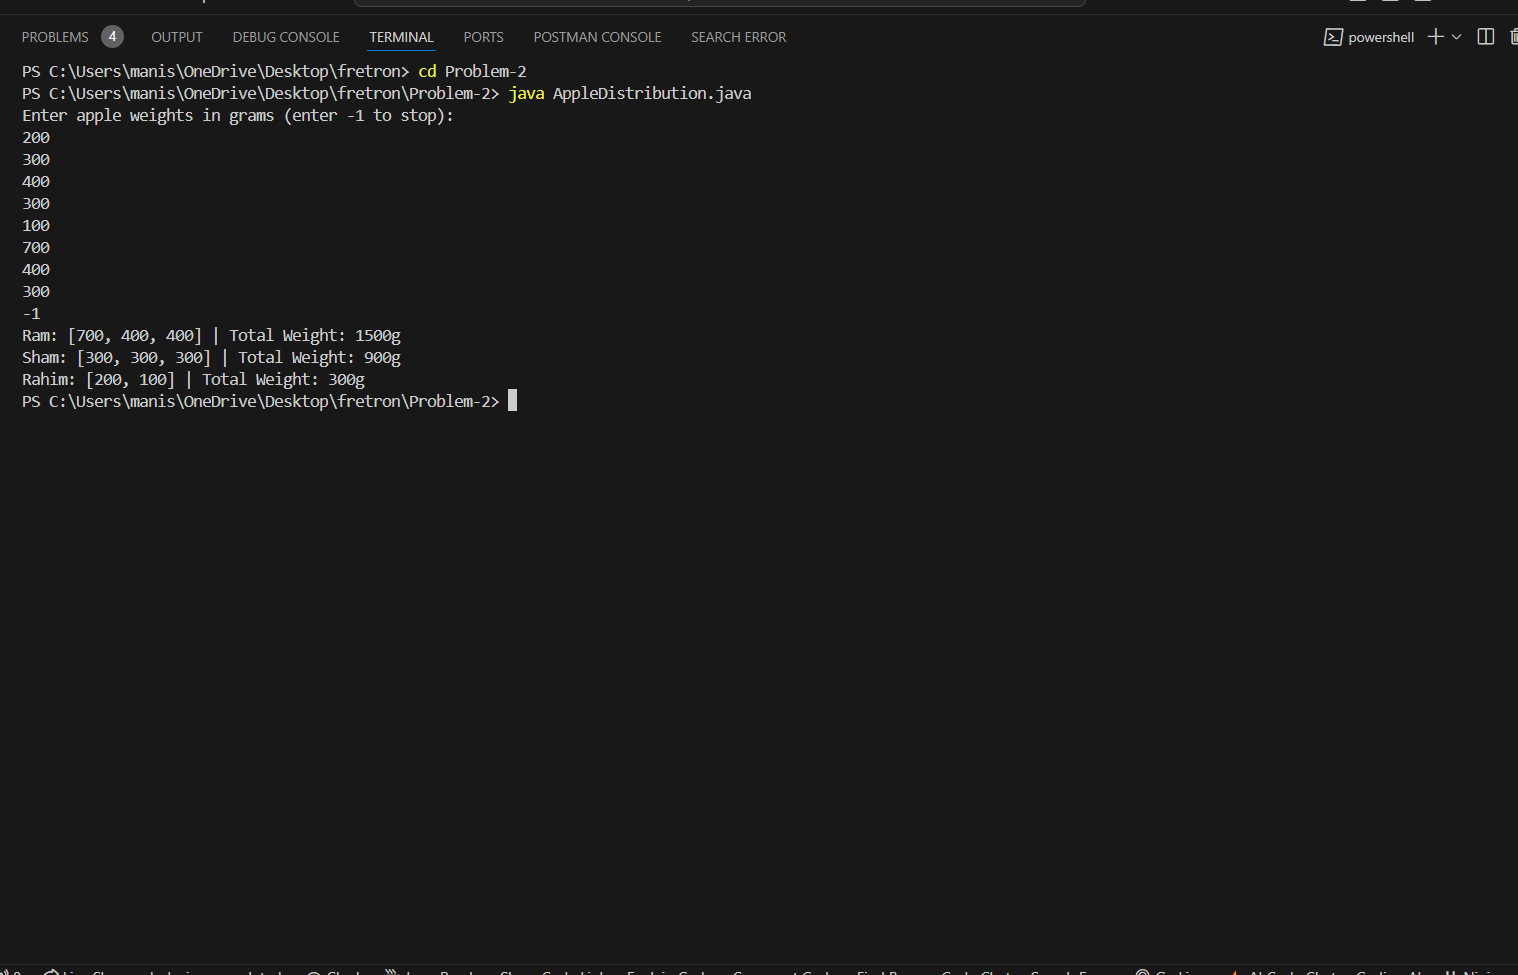 PROBLEMS 4 OUTPUT DEBUG CONSOLE TERMINAL PORTS POSTMAN CONSOLE SEARCH ERROR powershell
PS C:\Users\manis\OneDrive\Desktop\fretron> cd Problem-2
PS C:\Users\manis\OneDrive\Desktop\fretron\Problem-2> java AppleDistribution.java
Enter apple weights in grams (enter -1 to stop):
200
300
400
300
100
700
400
300
-1
Ram: [700, 400, 400] | Total Weight: 1500g
Sham: [300, 300, 300] | Total Weight: 900g
Rahim: [200, 100] | Total Weight: 300g
PS C:\Users\manis\OneDrive\Desktop\fretron\Problem-2>